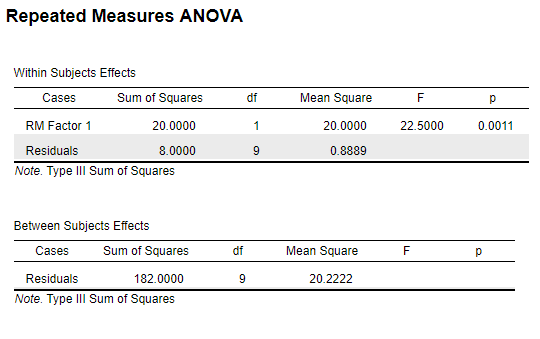 Repeated Measures ANOVA
Within Subjects Effects
Cases Sum of Squares df Mean Square F p
RM Factor 1 20.0000 1 20.0000 22.5000 0.0011
Residuals 8.0000 9 0.8889
Note. Type III Sum of Squares
Between Subjects Effects
Cases Sum of Squares df Mean Square F p
Residuals 182.0000 9 20.2222
Note. Type III Sum of Squares